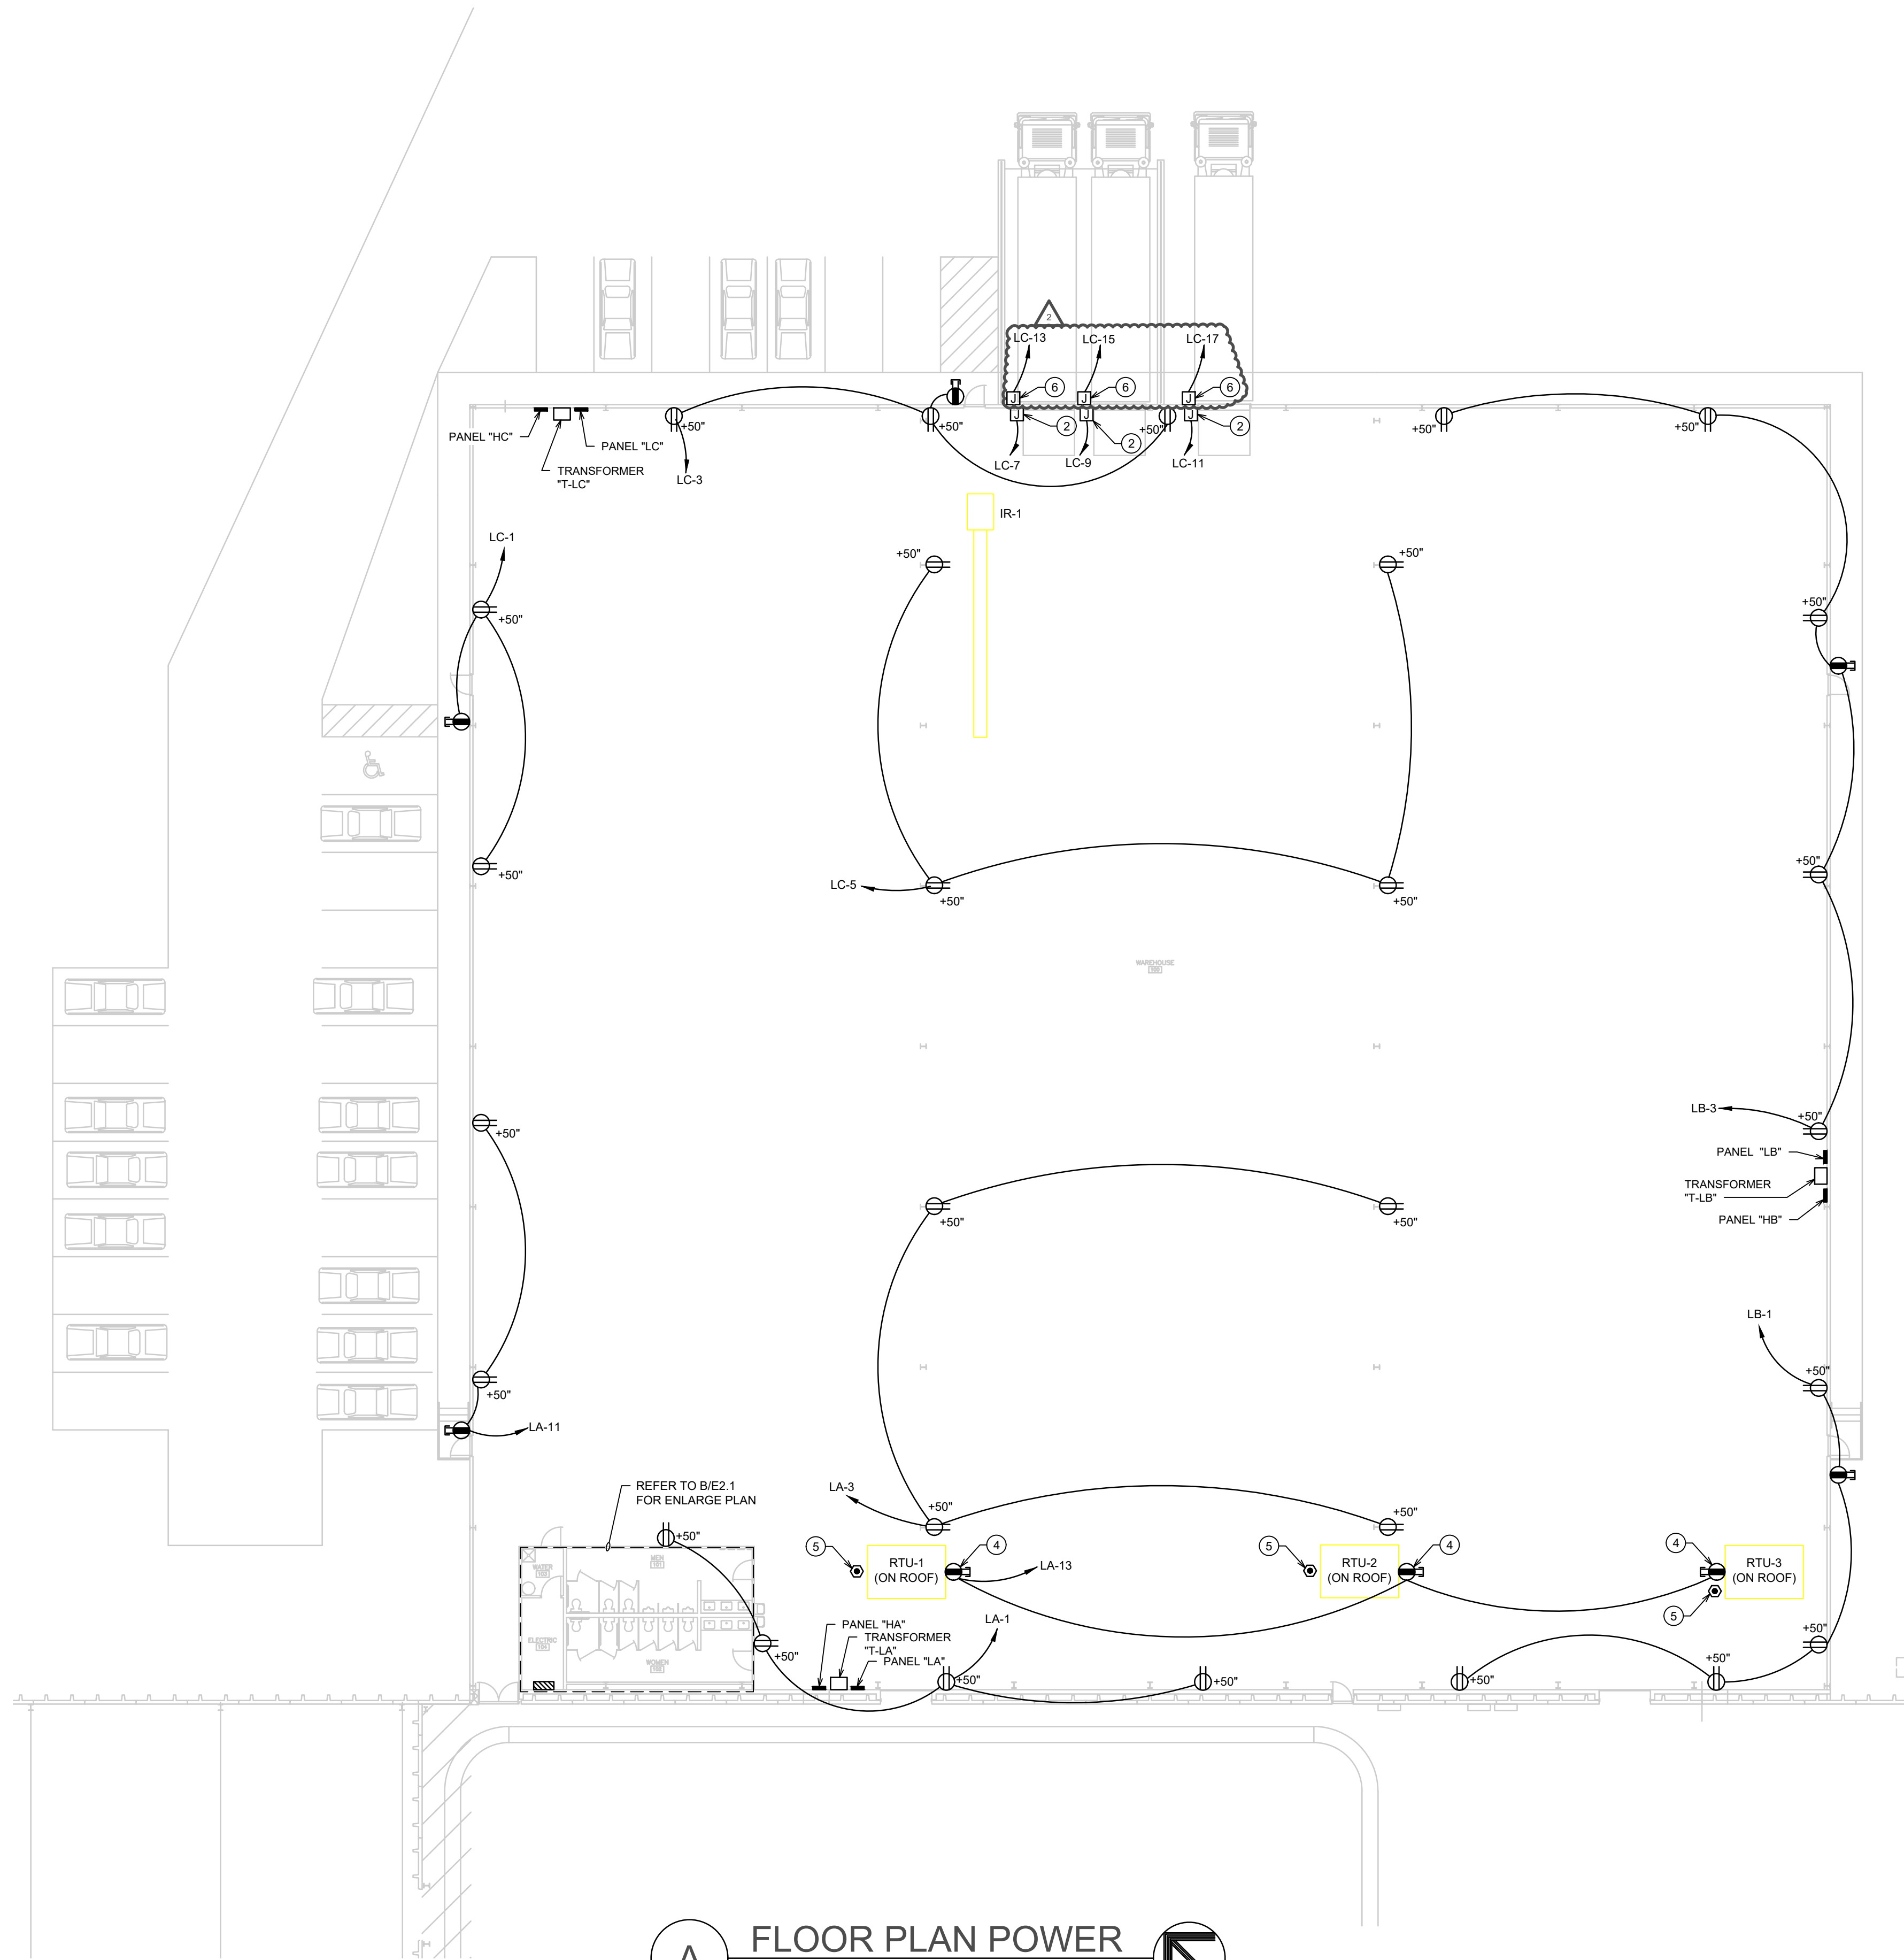 2
LC-13
LC-15
LC-17
6
6
6
J
J
J
J
J
J
2
2
2
+50"
+50"
+50"
+50"
+50"
PANEL "HC"
PANEL "LC"
TRANSFORMER
"T-LC"
LC-3
LC-7
LC-9
LC-11
IR-1
LC-1
+50"
+50"
+50"
+50"
+50"
LC-5
+50"
+50"
+50"
+50"
WAREHOUSE
100
LB-3
+50"
+50"
PANEL "LB"
TRANSFORMER
"T-LB"
PANEL "HB"
+50"
+50"
LB-1
+50"
+50"
LA-11
REFER TO B/E2.1
FOR ENLARGE PLAN
LA-3
+50"
+50"
+50"
5
RTU-1
(ON ROOF)
4
LA-13
5
RTU-2
(ON ROOF)
4
4
RTU-3
(ON ROOF)
5
MEN
WATER
ELECTRIC
WOMEN
PANEL "HA"
TRANSFORMER
"T-LA"
PANEL "LA"
LA-1
+50"
+50"
+50"
+50"
+50"
+50"
A
FLOOR PLAN POWER